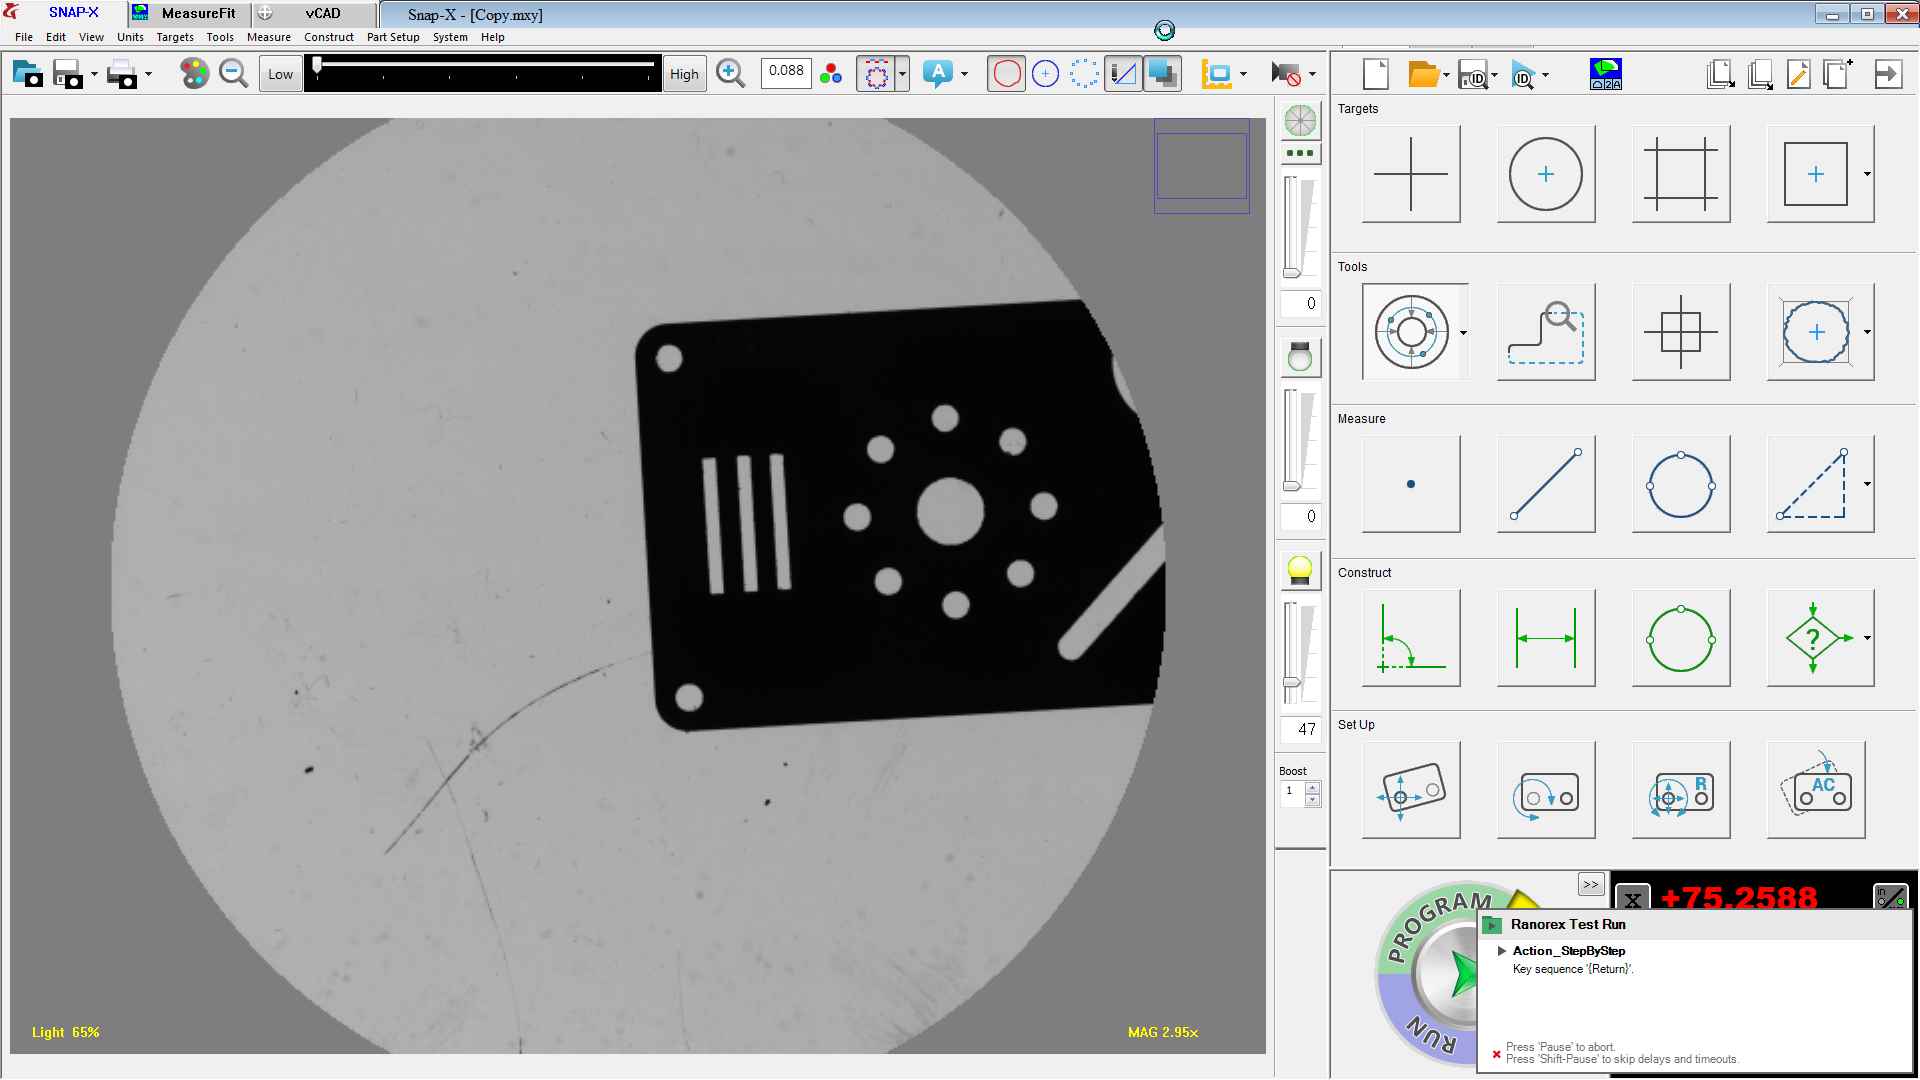 SNAP-X
MeasureFit
vCAD
Snap-X - [Copy.mxy]
File Edit View Units Targets Tools Measure Construct Part Setup System Help
Low
High
0.088
A
ID
ID
Targets
0
Tools
Measure
0
Construct
?
47
Set Up
Boost
1
R
AC
>>
PROGRAM
RUN
X
+75.2588
in
Ranorex Test Run
Action_StepByStep
Key sequence '{Return}'.
Press 'Pause' to abort.
Press 'Shift-Pause' to skip delays and timeouts.
Light 65%
MAG 2.95x